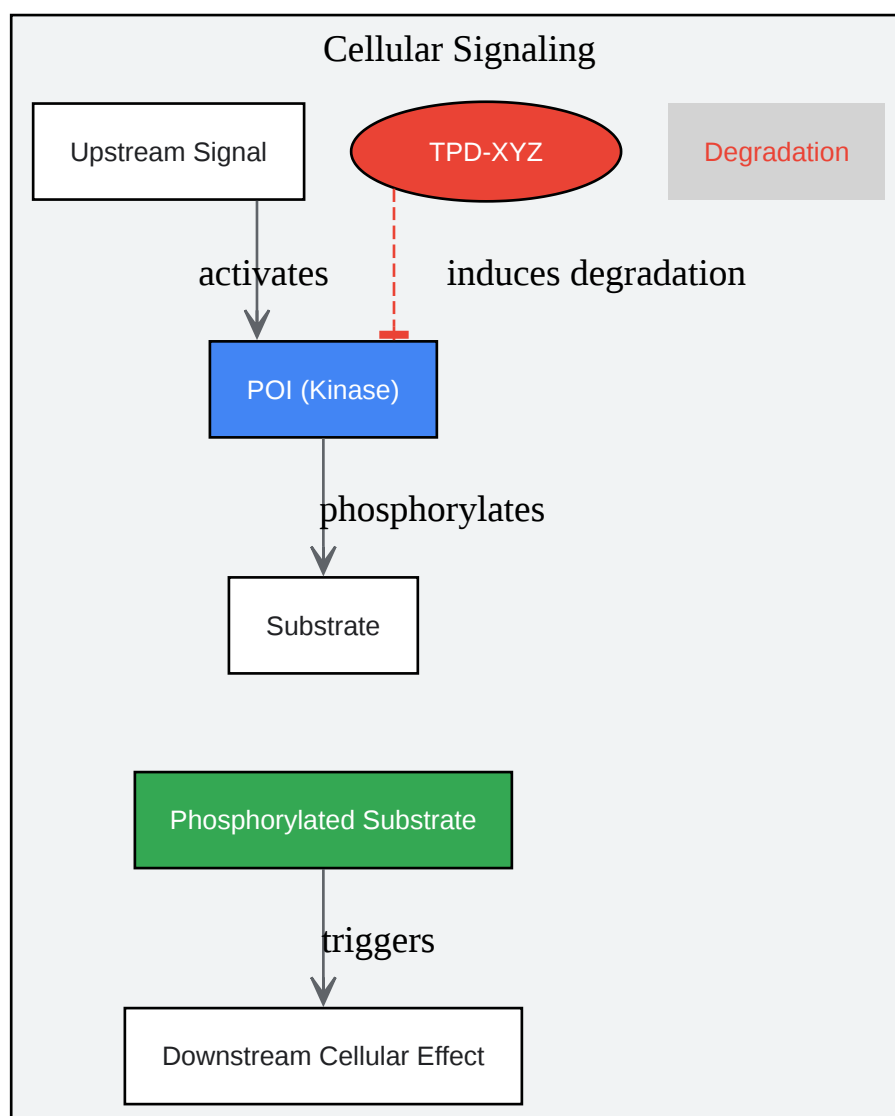 Cellular Signaling
Upstream Signal
TPD-XYZ
Degradation
activates
induces degradation
POI (Kinase)
phosphorylates
Substrate
Phosphorylated Substrate
triggers
Downstream Cellular Effect